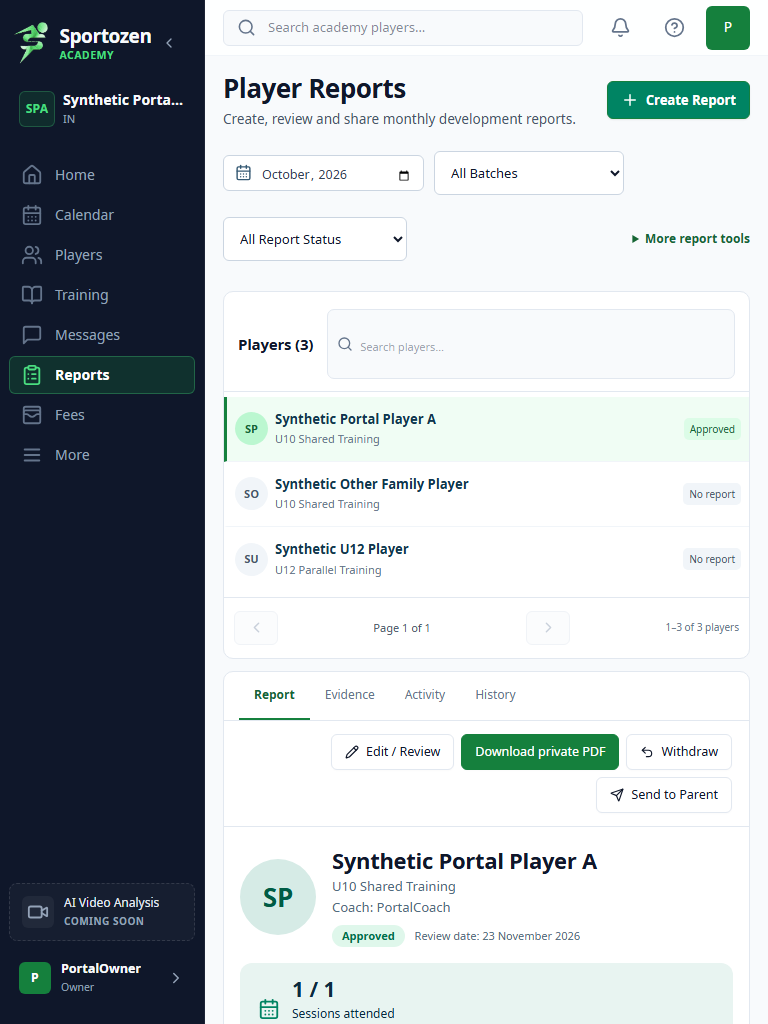 Sportozen
ACADEMY
SPA
Synthetic Porta...
IN
Home
Calendar
Players
Training
Messages
Reports
Fees
More
AI Video Analysis
COMING SOON
P
PortalOwner
Owner
Search academy players...
P
Player Reports
Create, review and share monthly development reports.
Create Report
October, 2026
All Batches
All Report Status
More report tools
Players (3)
Search players...
SP
Synthetic Portal Player A
U10 Shared Training
Approved
SO
Synthetic Other Family Player
U10 Shared Training
No report
SU
Synthetic U12 Player
U12 Parallel Training
No report
Page 1 of 1
1–3 of 3 players
Report Evidence Activity History
Edit / Review Download private PDF Withdraw
Send to Parent
SP
Synthetic Portal Player A
U10 Shared Training
Coach: PortalCoach
Approved Review date: 23 November 2026
1 / 1
Sessions attended